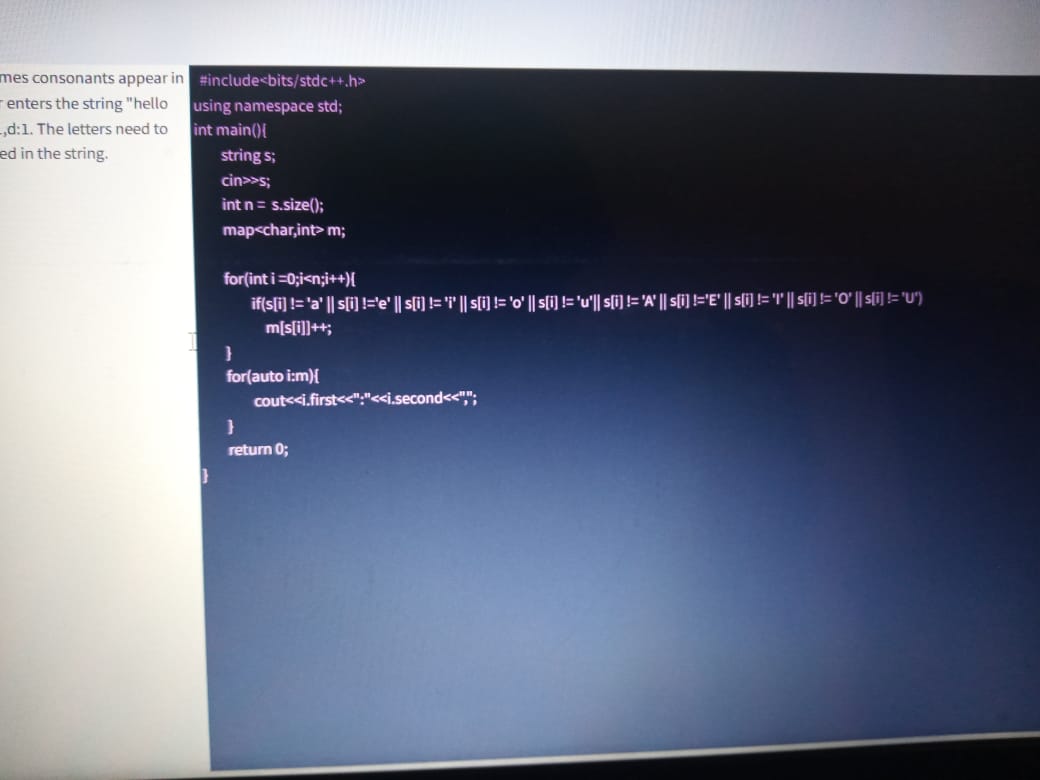 mes consonants appear in
enters the string "hello
,d:1. The letters need to
ed in the string.
#include<bits/stdc++.h>
using namespace std;
int main(){
string s;
cin>>s;
int n = s.size();
map<char,int> m;
for(int i =0;i<n;i++){
if(s[i] != 'a' || s[i] !='e' || s[i] != 'i' || s[i] != 'o' || s[i] != 'u'|| s[i] != 'A' || s[i] !='E' || s[i] != 'I' || s[i] != 'O' || s[i] != 'U')
m[s[i]]++;
}
for(auto i:m){
cout<<i.first<<":"<<i.second<<",";
}
return 0;
}